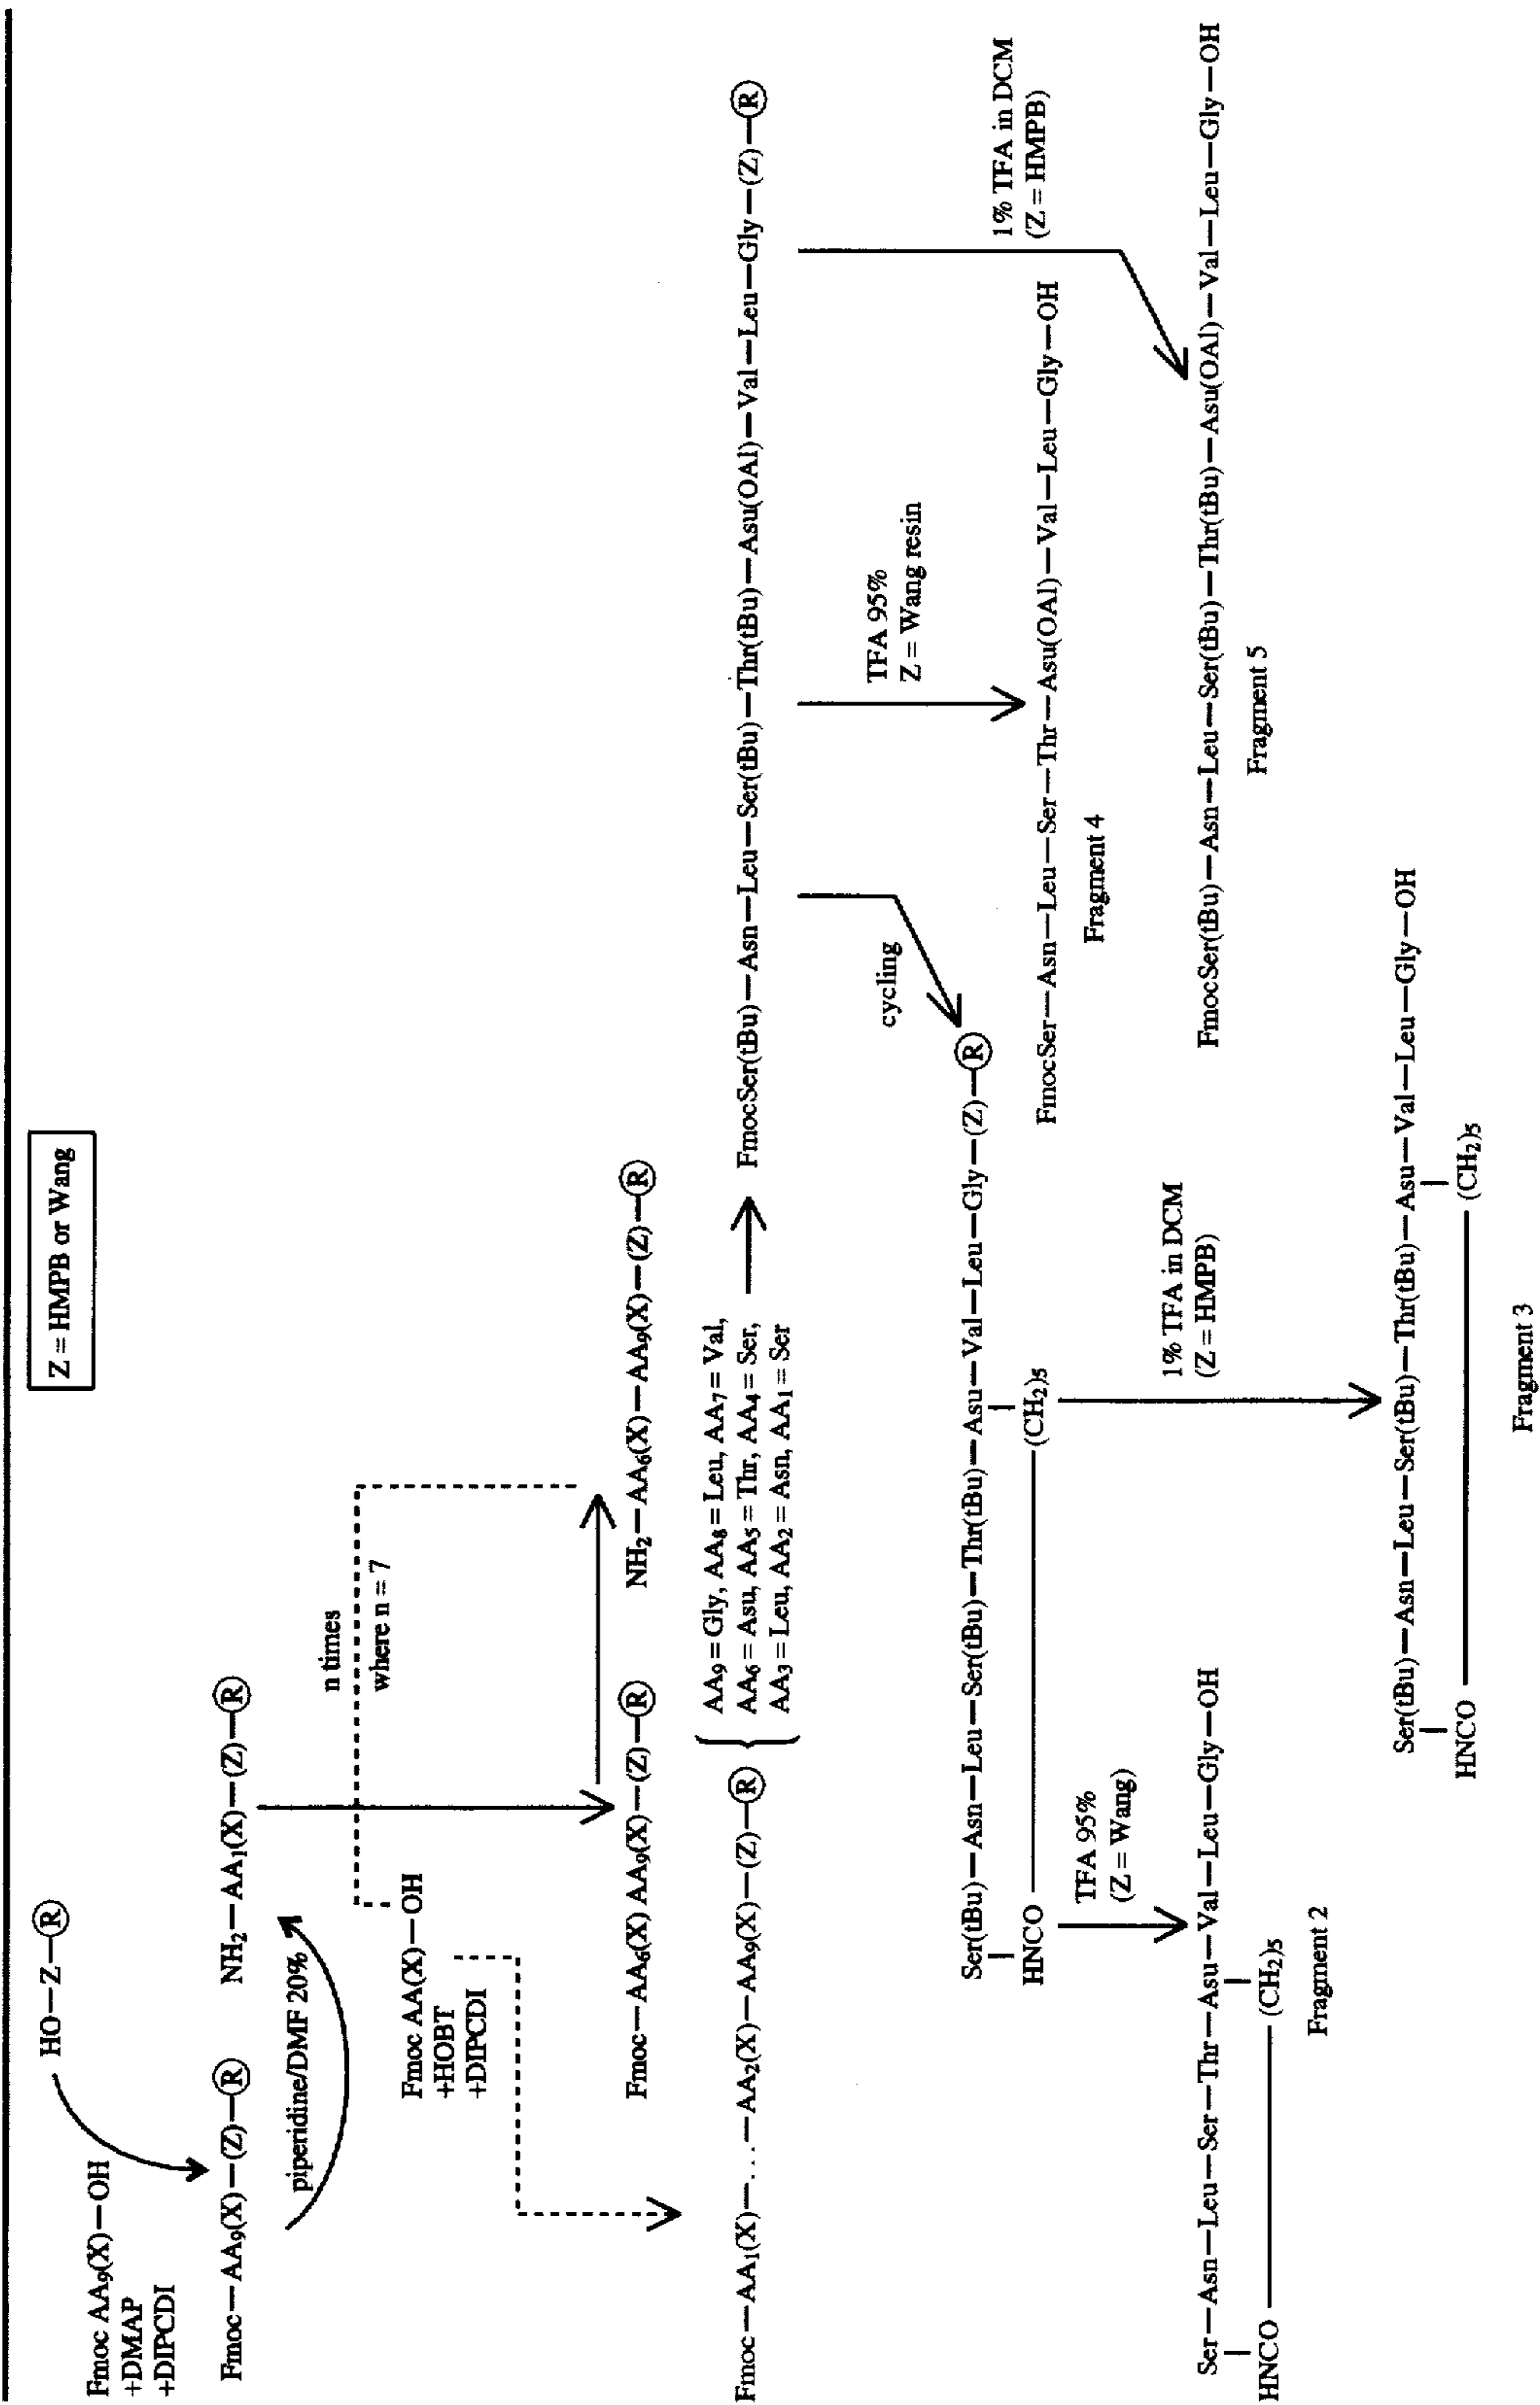 Z = HMPB or Wang
HO—Z—R
Fmoc AA9(X)—OH
+DMAP
+DIPCDI
Fmoc—AA9(X)—(Z)—R
piperidine/DMF 20%
NH2—AA1(X)—(Z)—R
n times
where n = 7
Fmoc AA(X)—OH
+HOBT
+DIPCDI
Fmoc—AA6(X) AA9(X)—(Z)—R
NH2—AA6(X)—AA9(X)—(Z)—R
Fmoc—AA1(X)—...—AA2(X)—AA9(X)—(Z)—R
AA9 = Gly, AA8 = Leu, AA7 = Val,
AA6 = Asu, AA5 = Thr, AA4 = Ser,
AA3 = Leu, AA2 = Asn, AA1 = Ser
FmocSer(tBu)—Asn—Leu—Ser(tBu)—Thr(tBu)—Asu(OAl)—Val—Leu—Gly—(Z)—R
cycling
TFA 95%
Z = Wang resin
1% TFA in DCM
(Z = HMPB)
Ser(tBu)—Asn—Leu—Ser(tBu)—Thr(tBu)—Asu—Val—Leu—Gly—(Z)—R
HNCO—(CH2)5
FmocSer—Asn—Leu—Ser—Thr—Asu(OAl)—Val—Leu—Gly—OH
Fragment 4
TFA 95%
(Z = Wang)
1% TFA in DCM
(Z = HMPB)
FmocSer(tBu)—Asn—Leu—Ser(tBu)—Thr(tBu)—Asu(OAl)—Val—Leu—Gly—OH
Fragment 5
Ser—Asn—Leu—Ser—Thr—Asu—Val—Leu—Gly—OH
HNCO—(CH2)5
Fragment 2
Ser(tBu)—Asn—Leu—Ser(tBu)—Thr(tBu)—Asu—Val—Leu—Gly—OH
HNCO—(CH2)5
Fragment 3